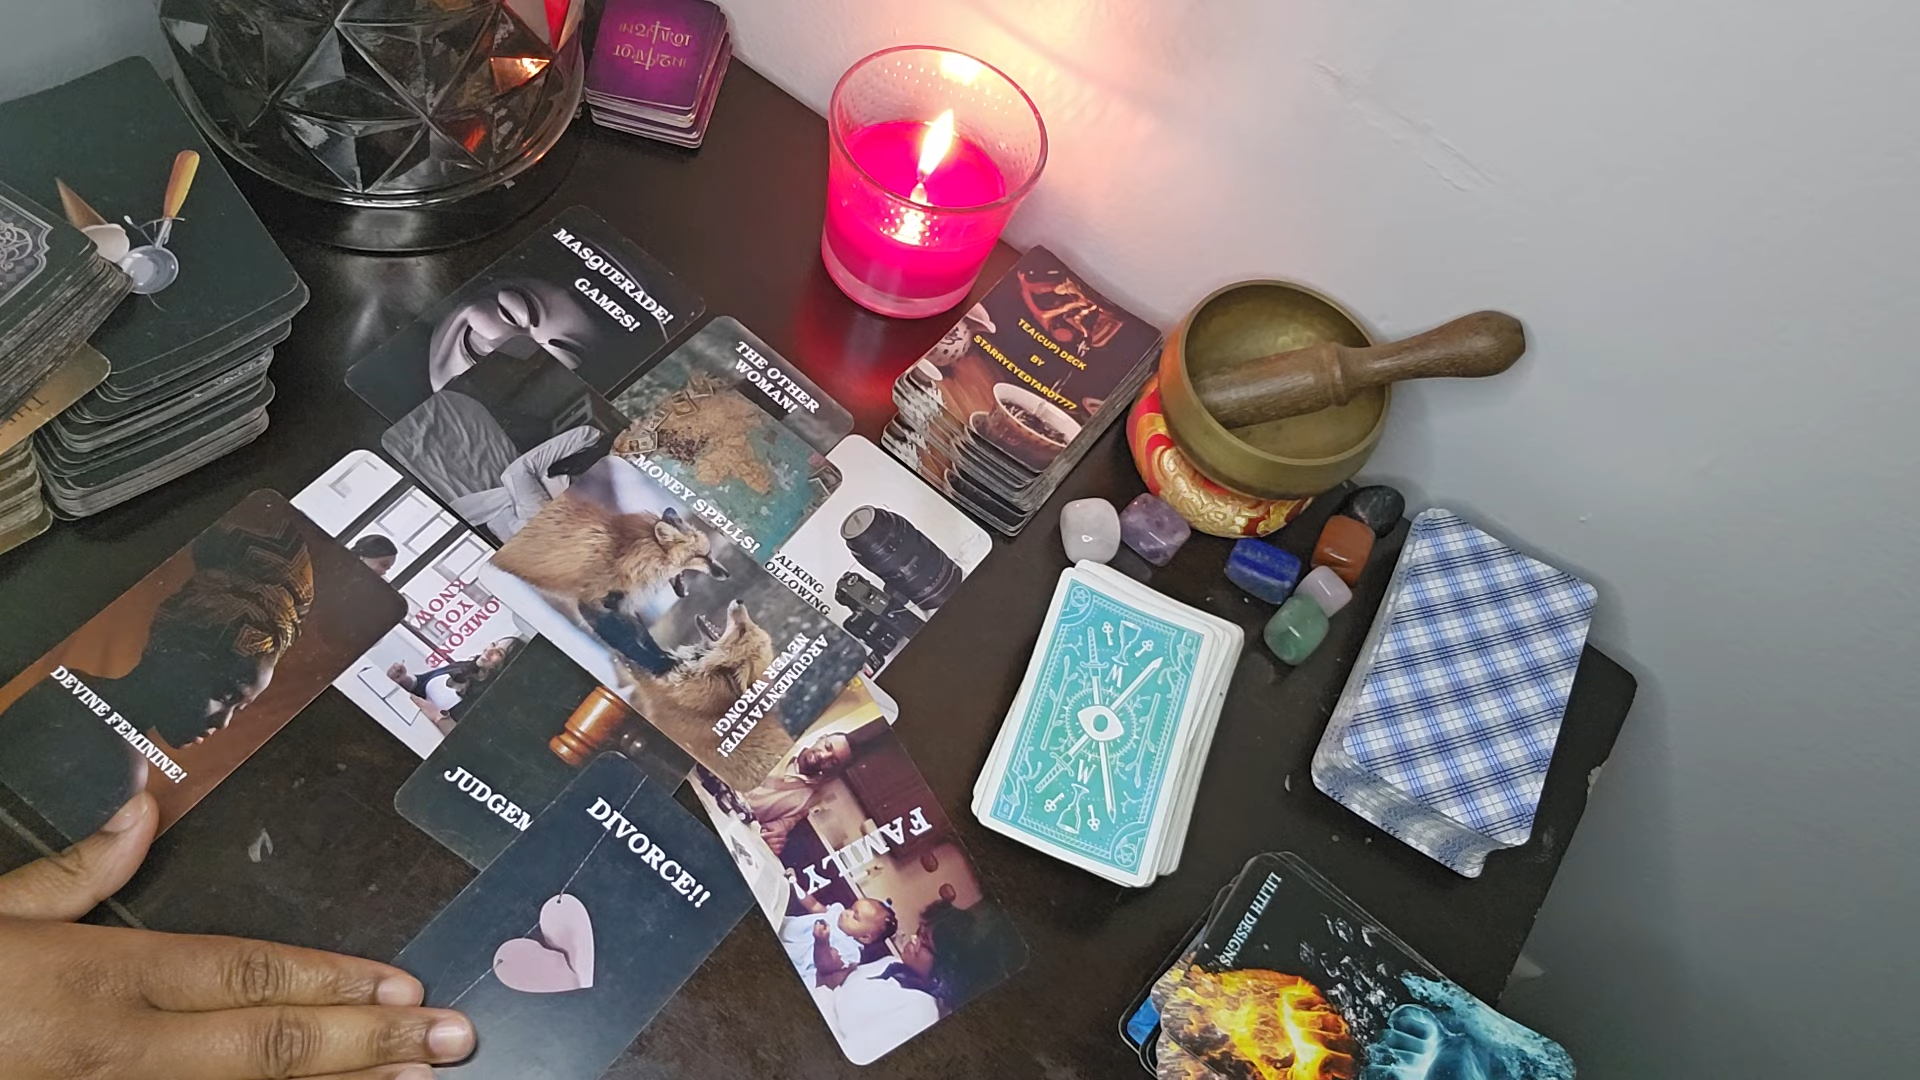 MASQUERADE!
GAMES!
THE OTHER
WOMAN!
MONEY SPELLS!
TEA(CUP) DECK
BY
STARRYEYEDTAROT777
ALKING
OLLOWING
OMEONE
YOU
KNOW
ARGUMENTATIVE!
NEVER WRONG!
DEVINE FEMININE!
JUDGEM
DIVORCE!!
FAMILY!
W
W
LILITH DESIGNS